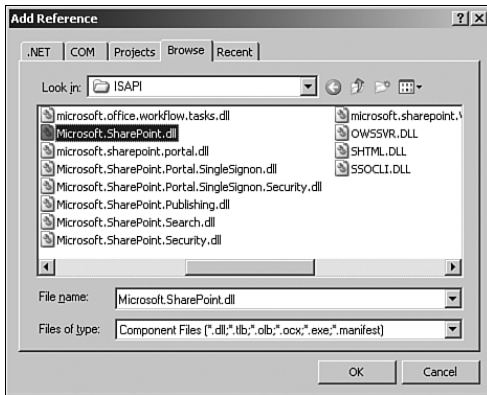 Add Reference
.NET COM Projects Browse Recent
Look in: ISAPI
microsoft.office.workflow.tasks.dll
Microsoft.SharePoint.dll
microsoft.sharepoint.portal.dll
Microsoft.SharePoint.Portal.SingleSignon.dll
Microsoft.SharePoint.Portal.SingleSignon.Security.dll
Microsoft.SharePoint.Publishing.dll
Microsoft.SharePoint.Search.dll
Microsoft.SharePoint.Security.dll
microsoft.sharepoint.
OWSSVR.DLL
SHTML.DLL
SSOCLI.DLL
File name: Microsoft.SharePoint.dll
Files of type: Component Files (*.dll;*.tlb;*.olb;*.ocx;*.exe;*.manifest)
OK Cancel